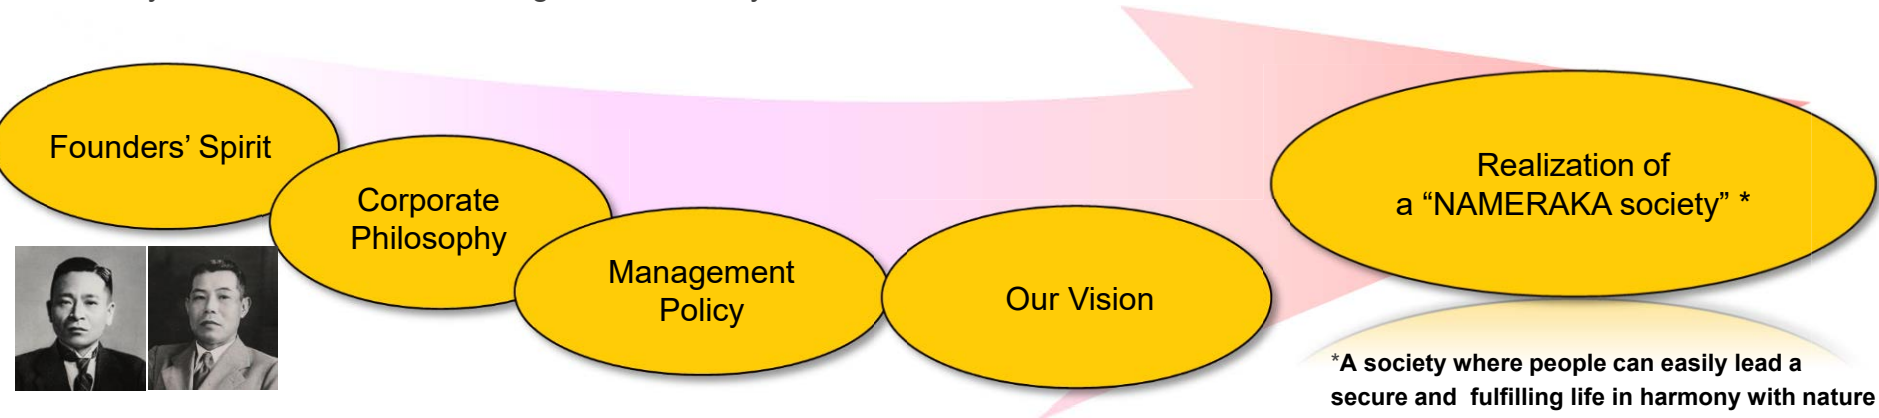 Founders’ Spirit
Corporate
Philosophy
Management
Policy
Our Vision
Realization of
a “NAMERAKA society” *
*A society where people can easily lead a
secure and  fulfilling life in harmony with nature